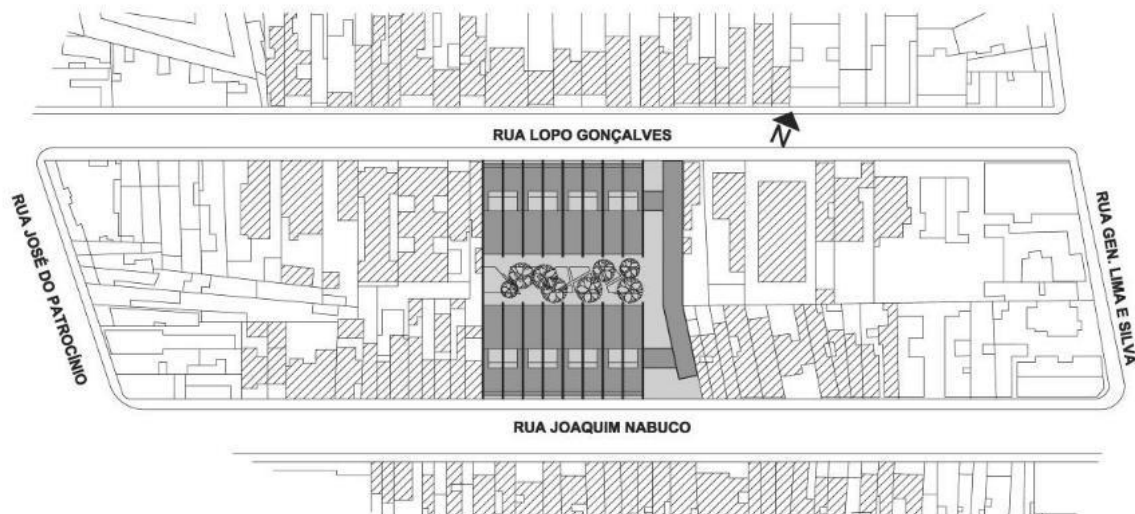 RUA LOPO GONÇALVES
N
RUA JOSÉ DO PATROCÍNIO
RUA GEN. LIMA E SILVA
RUA JOAQUIM NABUCO